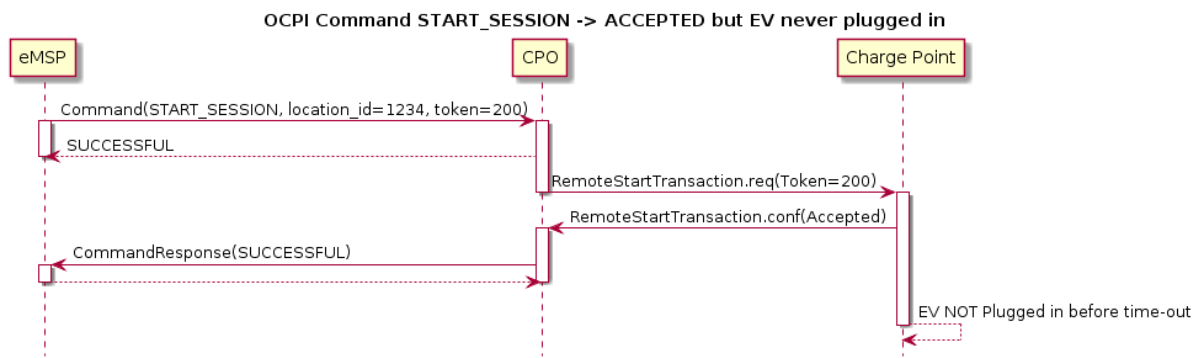 OCPI Command START_SESSION -> ACCEPTED but EV never plugged in
eMSP
CPO
Charge Point
Command(START_SESSION, location_id=1234, token=200)
SUCCESSFUL
RemoteStartTransaction.req(Token=200)
RemoteStartTransaction.conf(Accepted)
CommandResponse(SUCCESSFUL)
EV NOT Plugged in before time-out